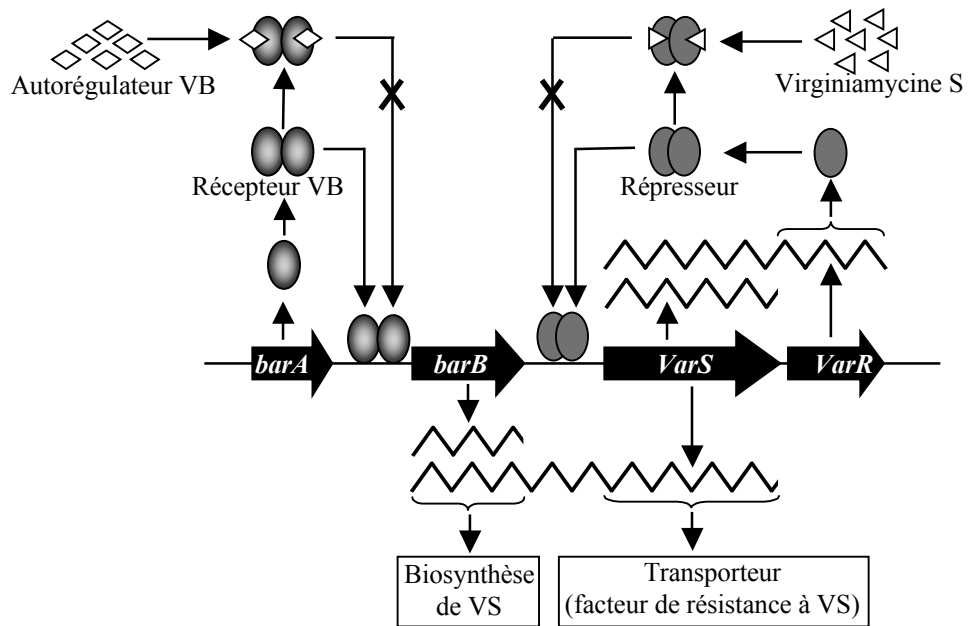 Autorégulateur VB
Virginiamycine S
Récepteur VB
Répresseur
barA
barB
VarS
VarR
Biosynthèse
de VS
Transporteur
(facteur de résistance à VS)